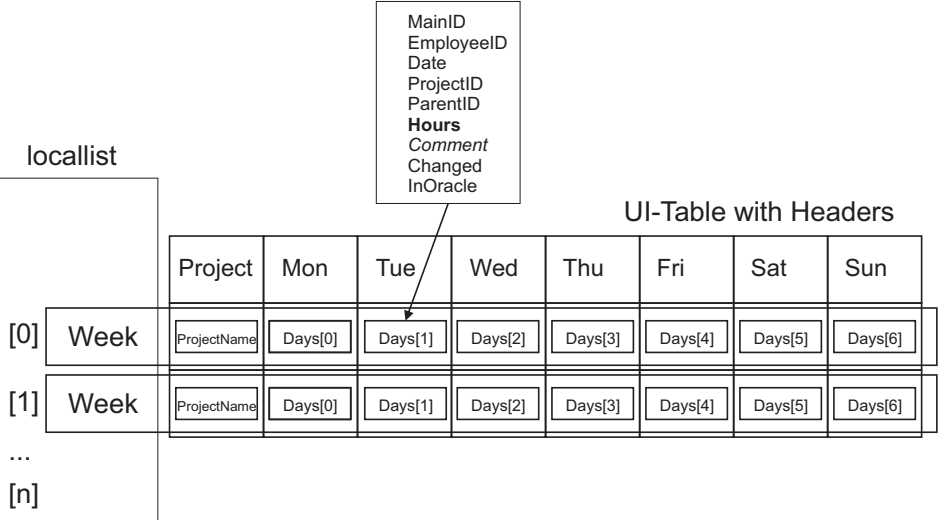 MainID
EmployeeID
Date
ProjectID
ParentID
Hours
Comment
Changed
InOracle
locallist
UI-Table with Headers
Project Mon Tue Wed Thu Fri Sat Sun
[0] Week ProjectName Days[0] Days[1] Days[2] Days[3] Days[4] Days[5] Days[6]
[1] Week ProjectName Days[0] Days[1] Days[2] Days[3] Days[4] Days[5] Days[6]
...
[n]